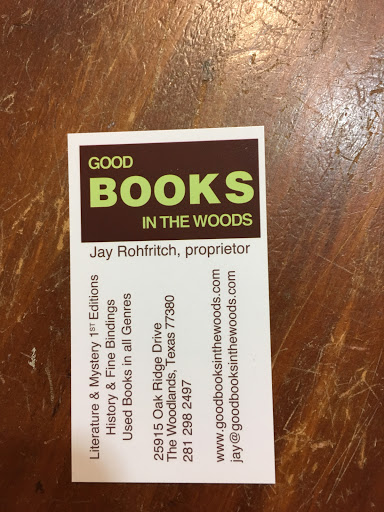 GOOD
BOOKS
IN THE WOODS
Jay Rohfritch, proprietor
Literature & Mystery 1ST Editions
History & Fine Bindings
Used Books in all Genres
25915 Oak Ridge Drive
The Woodlands, Texas 77380
281 298 2497
www.goodbooksinthewoods.com
jay@goodbooksinthewoods.com